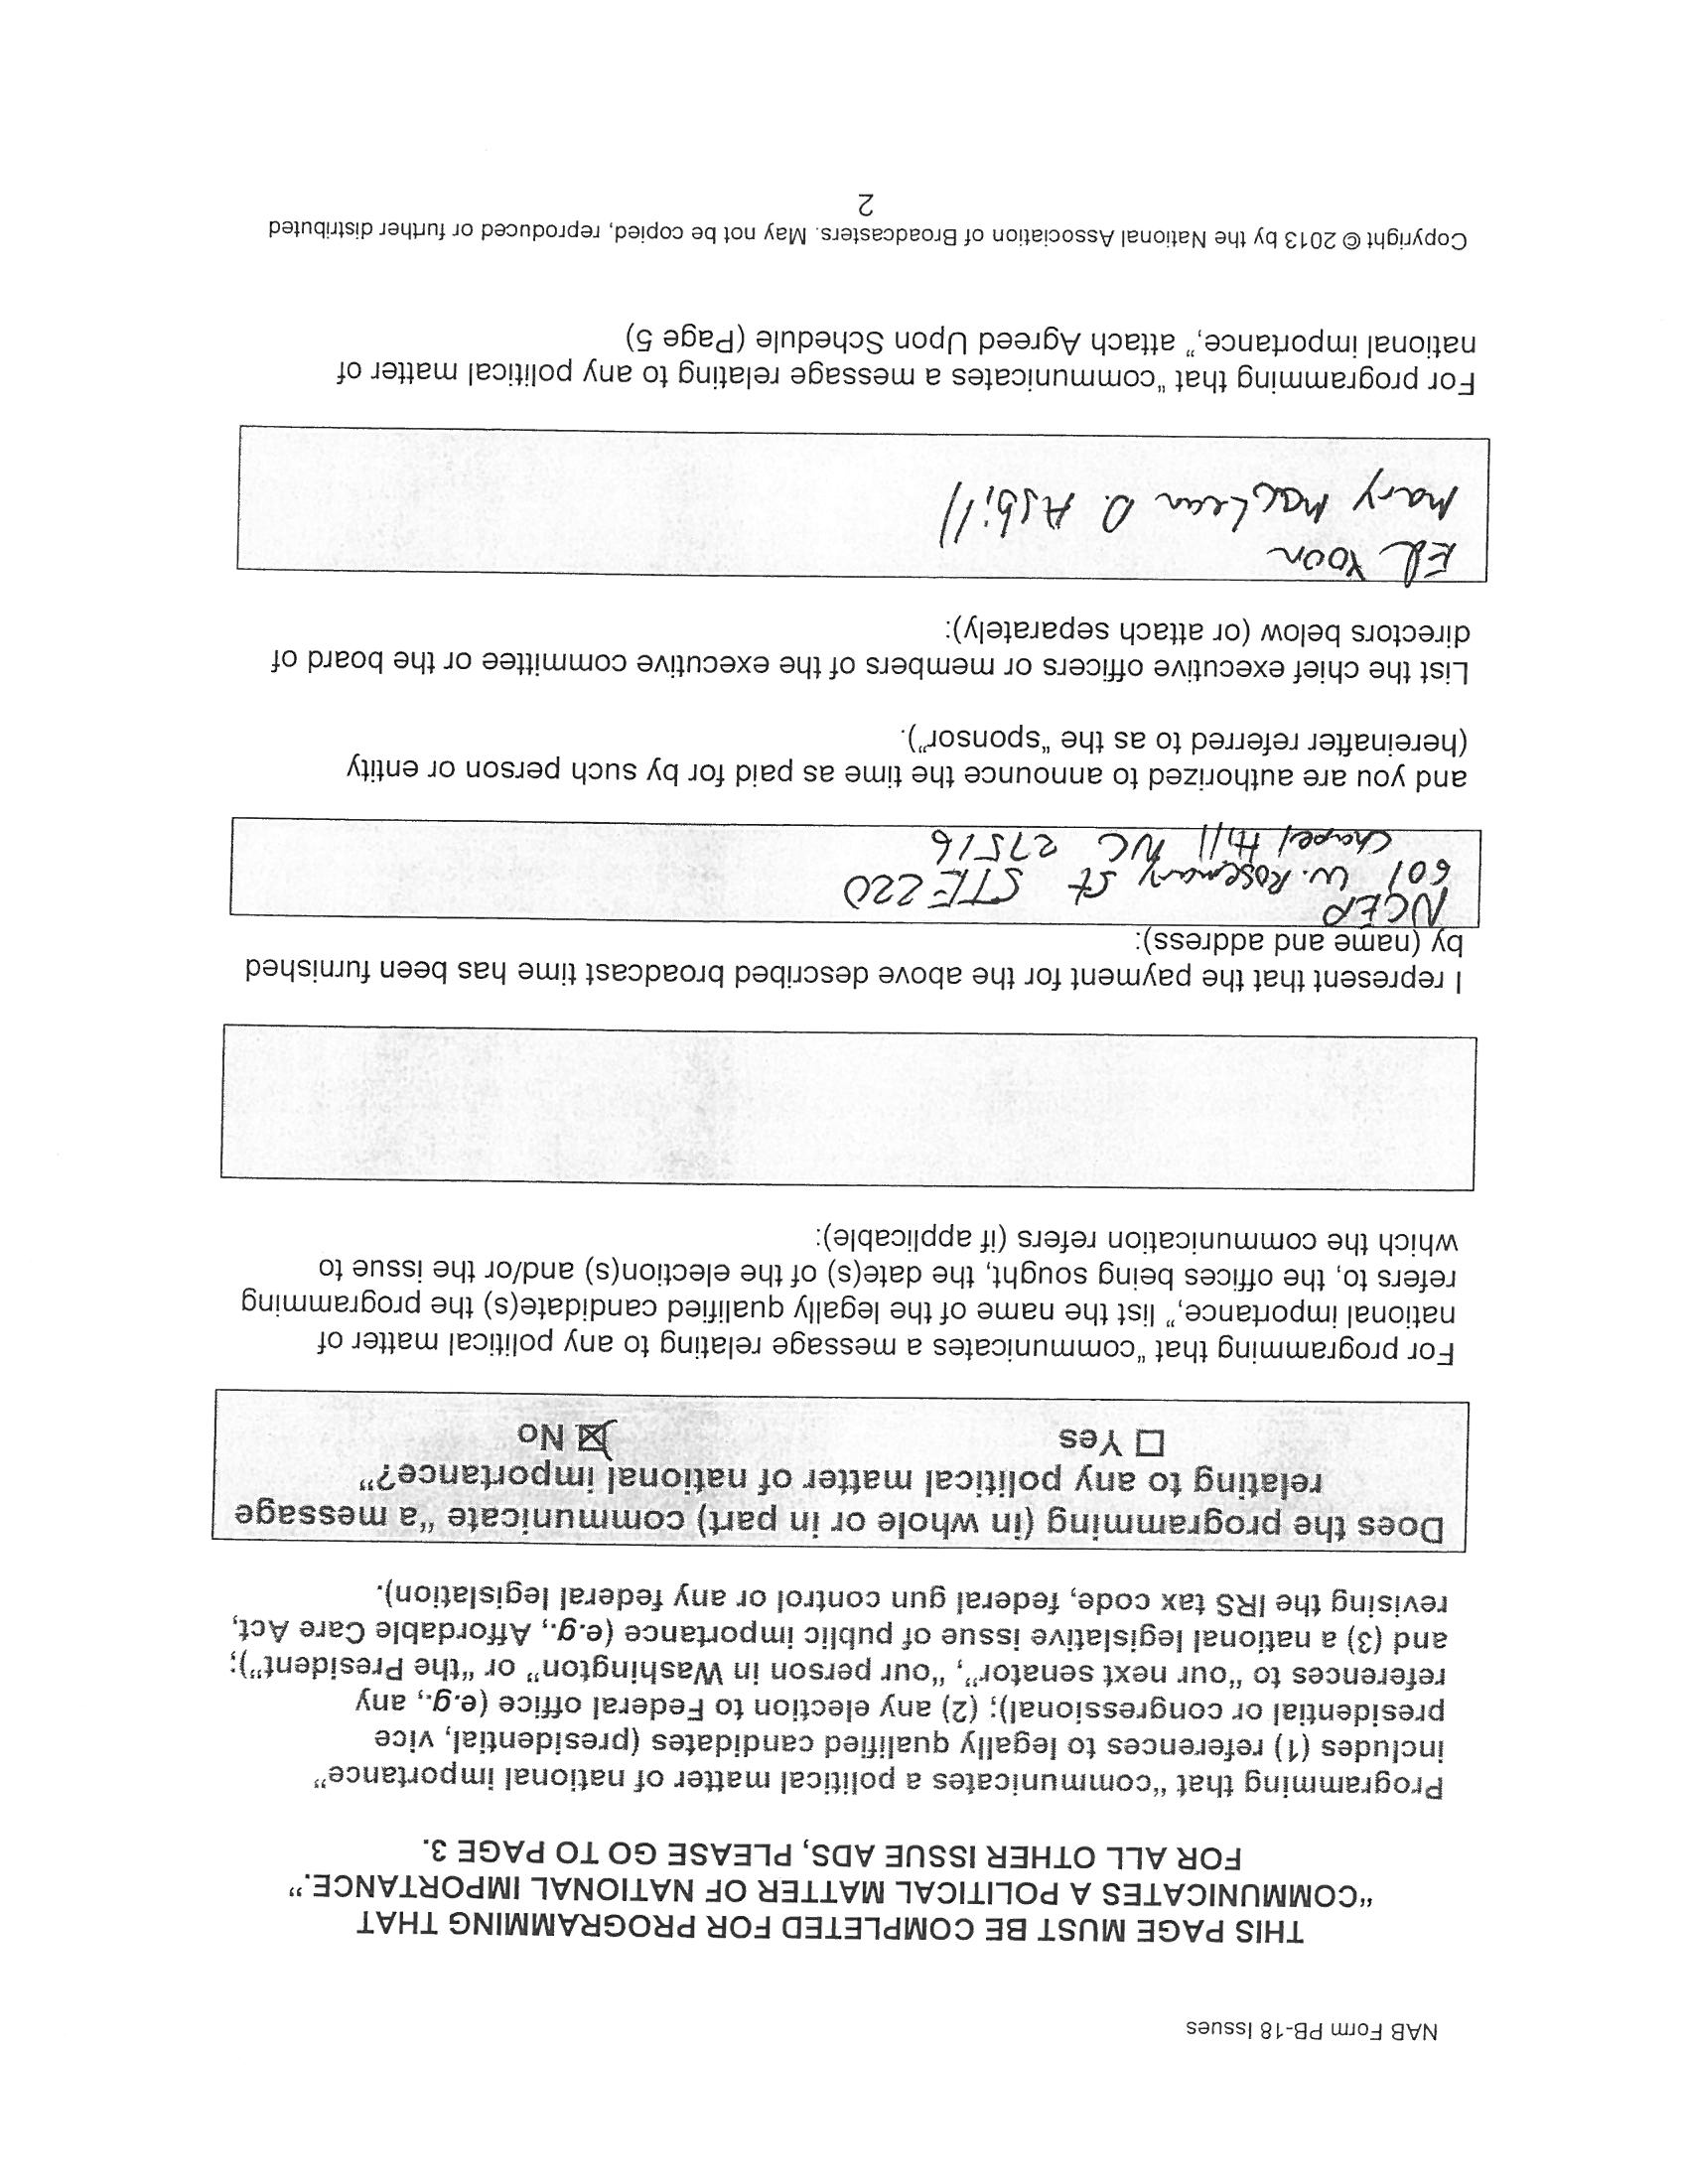 NAB Form PB-18 Issues
THIS PAGE MUST BE COMPLETED FOR PROGRAMMING THAT
“COMMUNICATES A POLITICAL MATTER OF NATIONAL IMPORTANCE.”
FOR ALL OTHER ISSUE ADS, PLEASE GO TO PAGE 3.
Programming that “communicates a political matter of national importance”
includes (1) references to legally qualified candidates (presidential, vice
presidential or congressional); (2) any election to Federal office (e.g., any
references to “our next senator”, “our person in Washington” or “the President”);
and (3) a national legislative issue of public importance (e.g., Affordable Care Act,
revising the IRS tax code, federal gun control or any federal legislation).
Does the programming (in whole or in part) communicate “a message
relating to any political matter of national importance?”
☐ Yes ☒ No
For programming that “communicates a message relating to any political matter of
national importance,” list the name of the legally qualified candidate(s) the programming
refers to, the offices being sought, the date(s) of the election(s) and/or the issue to
which the communication refers (if applicable):
I represent that the payment for the above described broadcast time has been furnished
by (name and address):
NCEP
601 W. Rosemary St STE 220
Chapel Hill NC 27516
and you are authorized to announce the time as paid for by such person or entity
(hereinafter referred to as the “sponsor”).
List the chief executive officers or members of the executive committee or the board of
directors below (or attach separately):
Ed Yoon
Mary MacLean D. Asbill
For programming that “communicates a message relating to any political matter of
national importance,” attach Agreed Upon Schedule (Page 5)
Copyright © 2013 by the National Association of Broadcasters. May not be copied, reproduced or further distributed
2